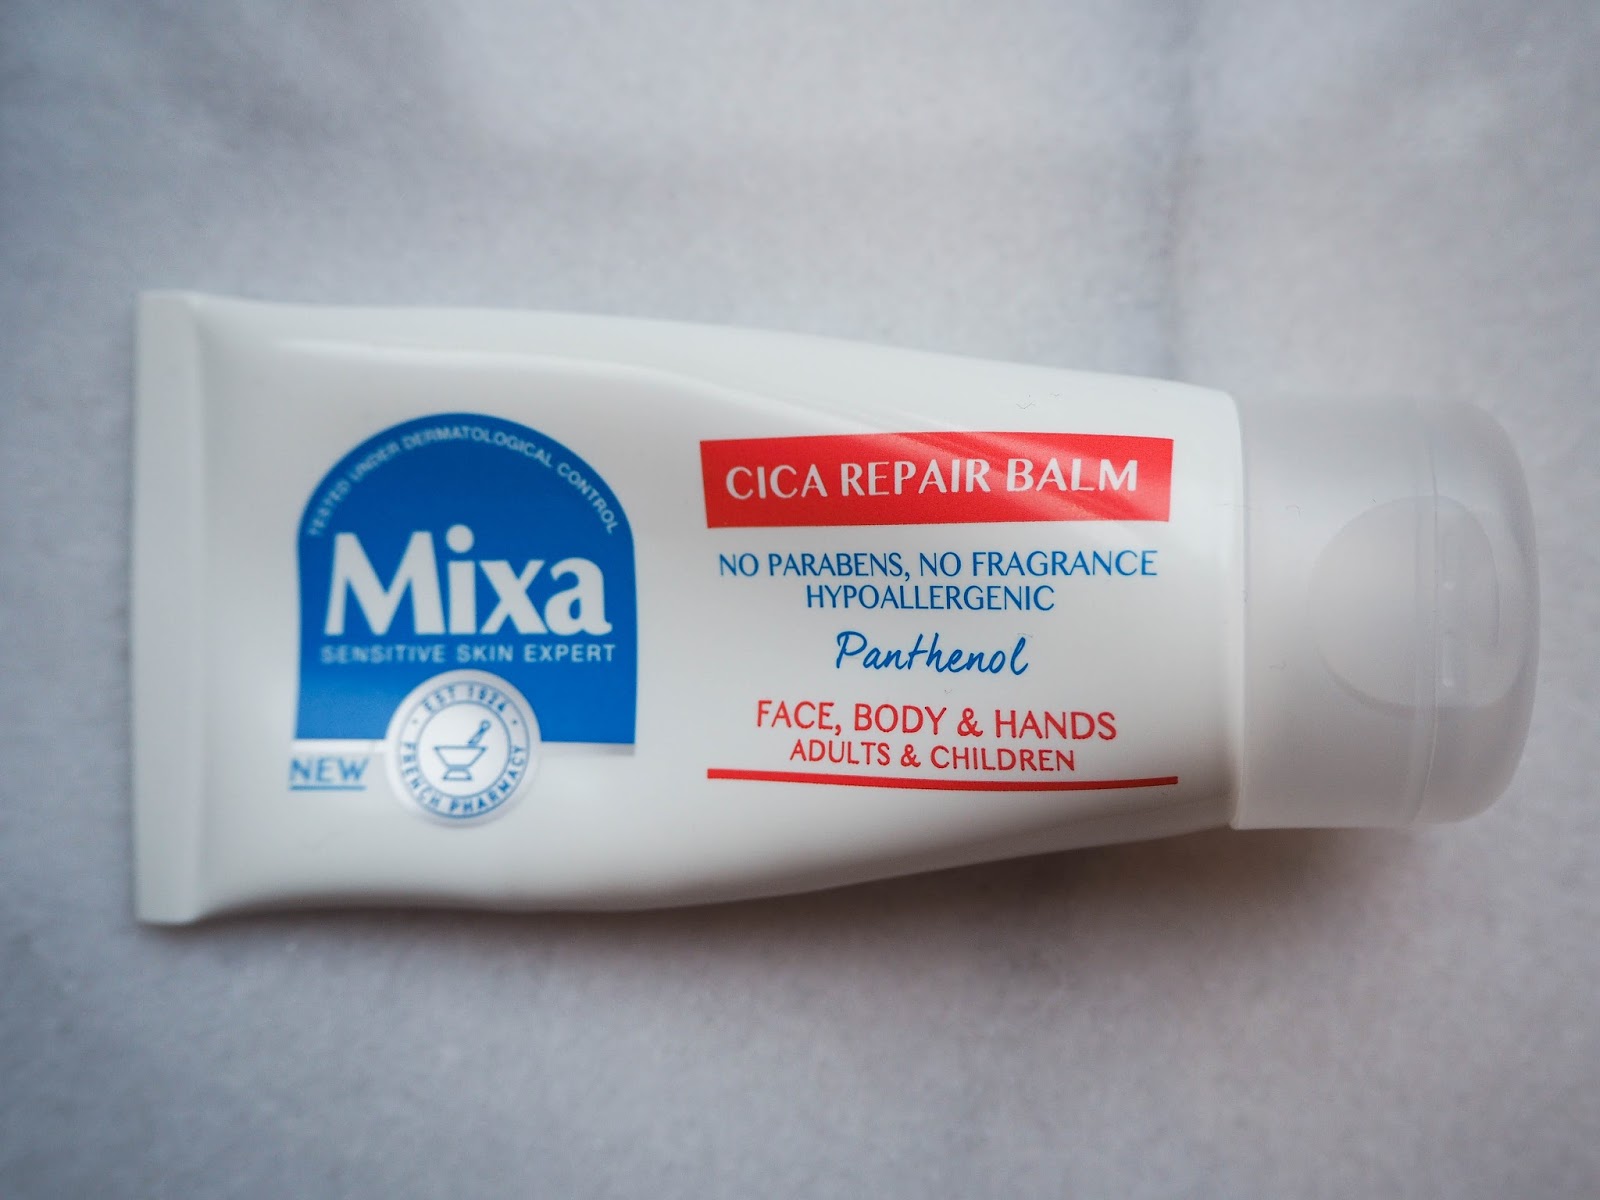 TESTED UNDER DERMATOLOGICAL CONTROL
Mixa
SENSITIVE SKIN EXPERT
EST 1924
FRENCH PHARMACY
NEW
CICA REPAIR BALM
NO PARABENS, NO FRAGRANCE
HYPOALLERGENIC
Panthenol
FACE, BODY & HANDS
ADULTS & CHILDREN